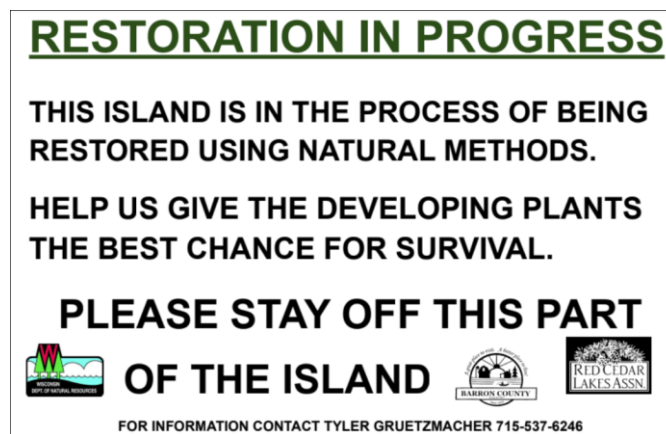 RESTORATION IN PROGRESS
THIS ISLAND IS IN THE PROCESS OF BEING
RESTORED USING NATURAL METHODS.
HELP US GIVE THE DEVELOPING PLANTS
THE BEST CHANCE FOR SURVIVAL.
PLEASE STAY OFF THIS PART
OF THE ISLAND
WISCONSIN
DEPT. OF NATURAL RESOURCES
BARRON COUNTY
RED CEDAR
LAKES ASSN.
FOR INFORMATION CONTACT TYLER GRUETZMACHER 715-537-6246